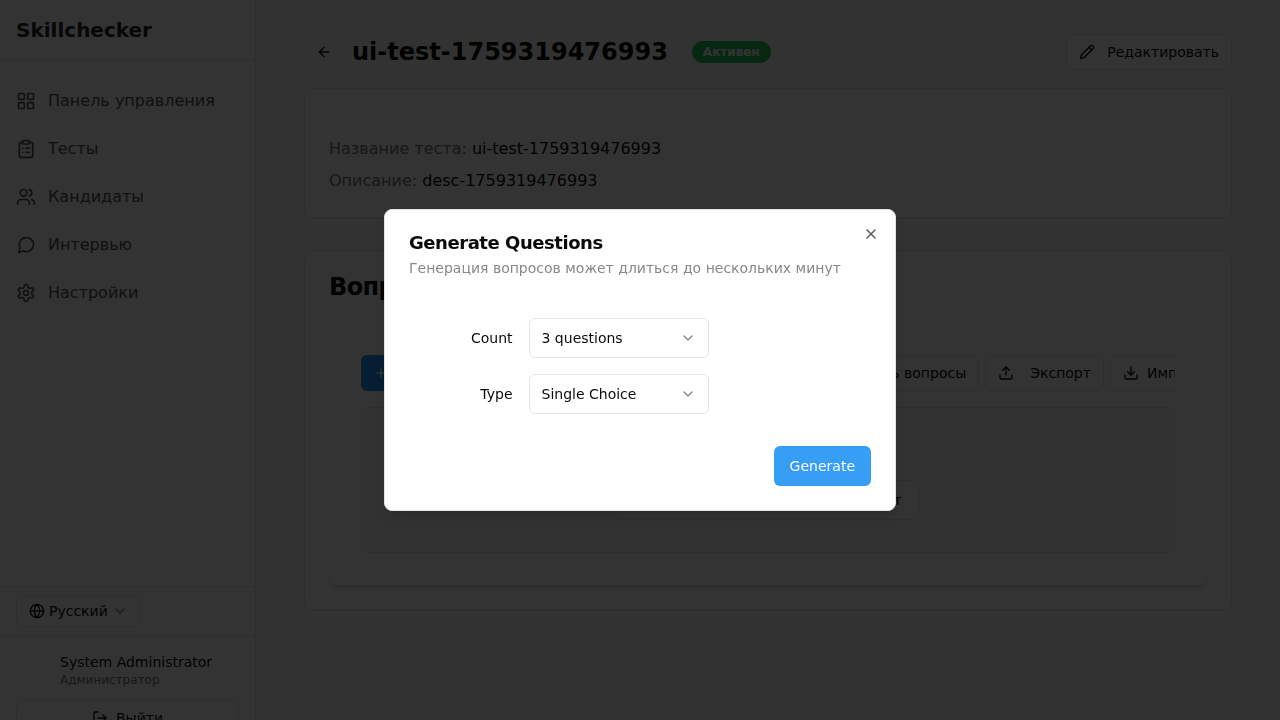 Skillchecker
ui-test-1759319476993
Активен
Редактировать
Панель управления
Тесты
Кандидаты
Интервью
Настройки
Название теста: ui-test-1759319476993
Описание: desc-1759319476993
Generate Questions
Генерация вопросов может длиться до нескольких минут
Count
3 questions
Type
Single Choice
Generate
вопросы
Экспорт
Русский
System Administrator
Администратор
Выйти